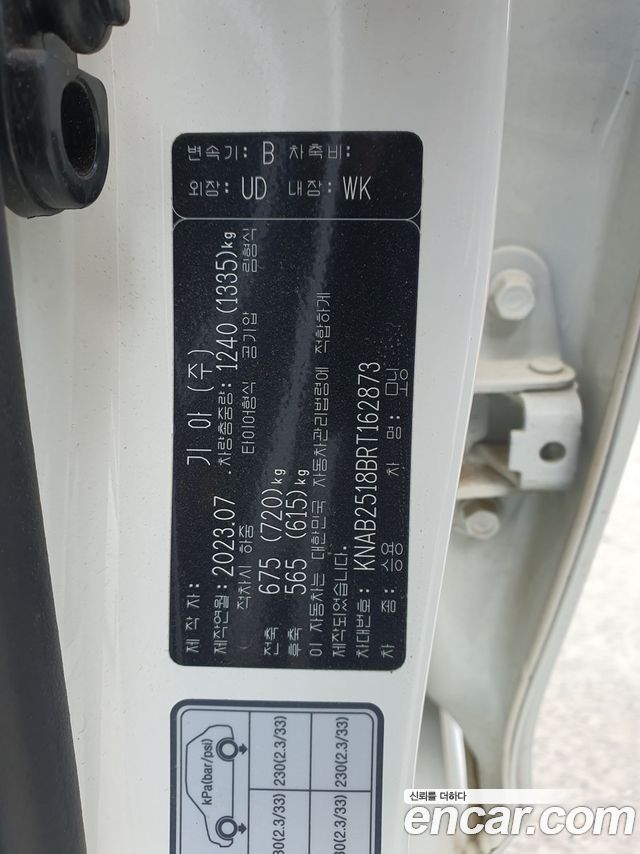 변속기: B 차축비:
외장: UD 내장: WK
제 작 자: 기아 (주)
제작연월: 2023.07 :차량총중량: 1240 (1335)kg
적차시 하중 타이어형식 공기압 림형식
전축 675 (720)kg
후축 565 (615)kg
이 자동차는 대한민국 자동차관리법령에 적합하게
제작되었습니다.
차대번호: KNAB2518BRT162873
차 종: 승용 차 명: 모닝
kPa(bar/psi)
230(2.3/33) 230(2.3/33)
230(2.3/33) 230(2.3/33)
신뢰를 더하다
encar.com